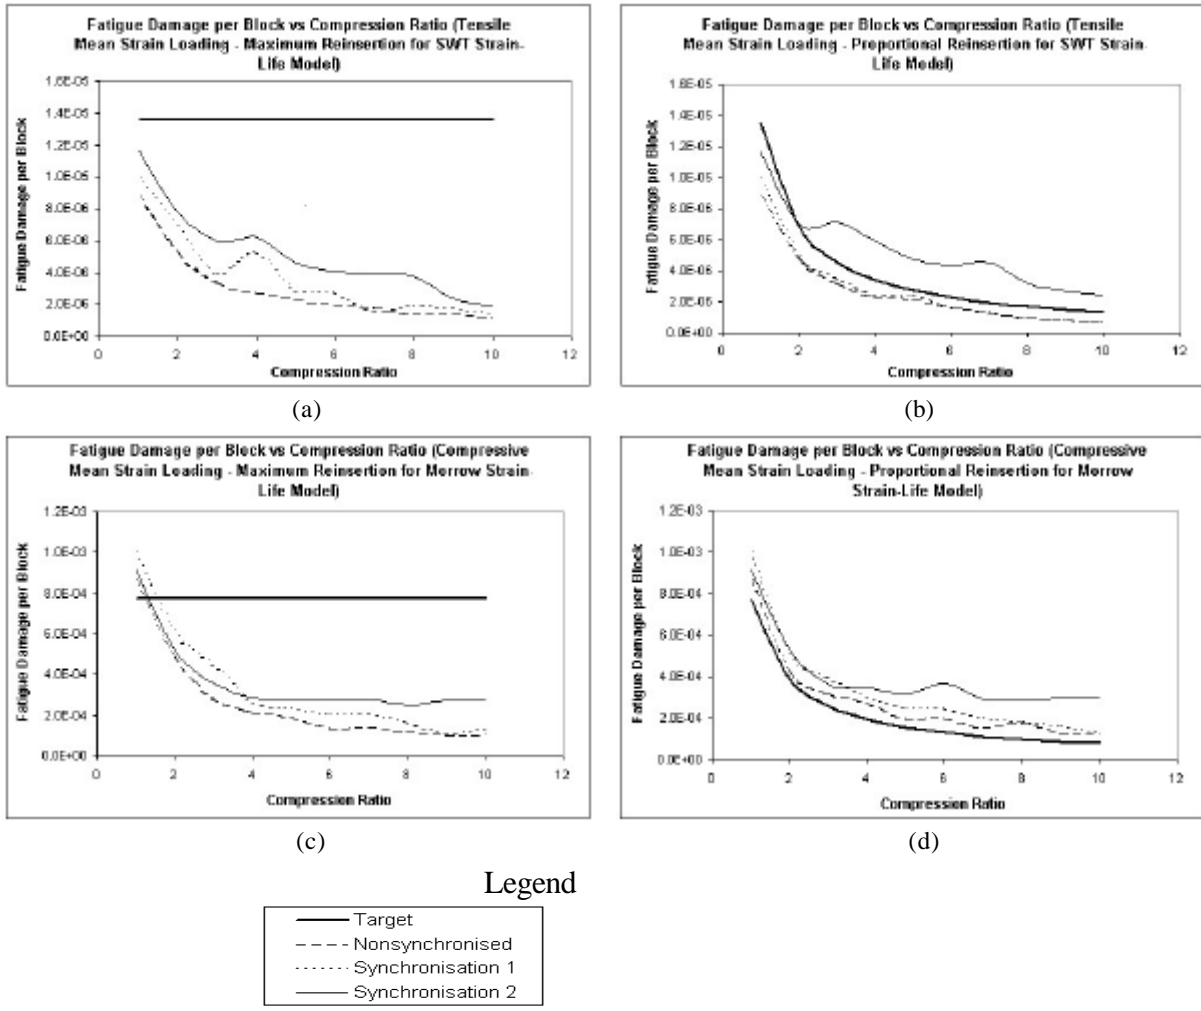 Fatigue Damage per Block vs Compression Ratio (Tensile
Mean Strain Loading - Maximum Reinsertion for SWT Strain-
Life Model)
1.6E-05
1.4E-05
1.2E-05
1.0E-05
8.0E-06
6.0E-06
4.0E-06
2.0E-06
0.0E+00
Fatigue Damage per Block
0 2 4 6 8 10 12
Compression Ratio
(a)
Fatigue Damage per Block vs Compression Ratio (Tensile
Mean Strain Loading - Proportional Reinsertion for SWT Strain-
Life Model)
1.6E-05
1.4E-05
1.2E-05
1.0E-05
8.0E-06
6.0E-06
4.0E-06
2.0E-06
0.0E+00
Fatigue Damage per Block
0 2 4 6 8 10 12
Compression Ratio
(b)
Fatigue Damage per Block vs Compression Ratio (Compressive
Mean Strain Loading - Maximum Reinsertion for Morrow Strain-
Life Model)
1.2E-03
1.0E-03
8.0E-04
6.0E-04
4.0E-04
2.0E-04
0.0E+00
Fatigue Damage per Block
0 2 4 6 8 10 12
Compression Ratio
(c)
Fatigue Damage per Block vs Compression Ratio (Compressive
Mean Strain Loading - Proportional Reinsertion for Morrow
Strain-Life Model)
1.2E-03
1.0E-03
8.0E-04
6.0E-04
4.0E-04
2.0E-04
0.0E+00
Fatigue Damage per Block
0 2 4 6 8 10 12
Compression Ratio
(d)
Legend
Target
Nonsynchronised
Synchronisation 1
Synchronisation 2